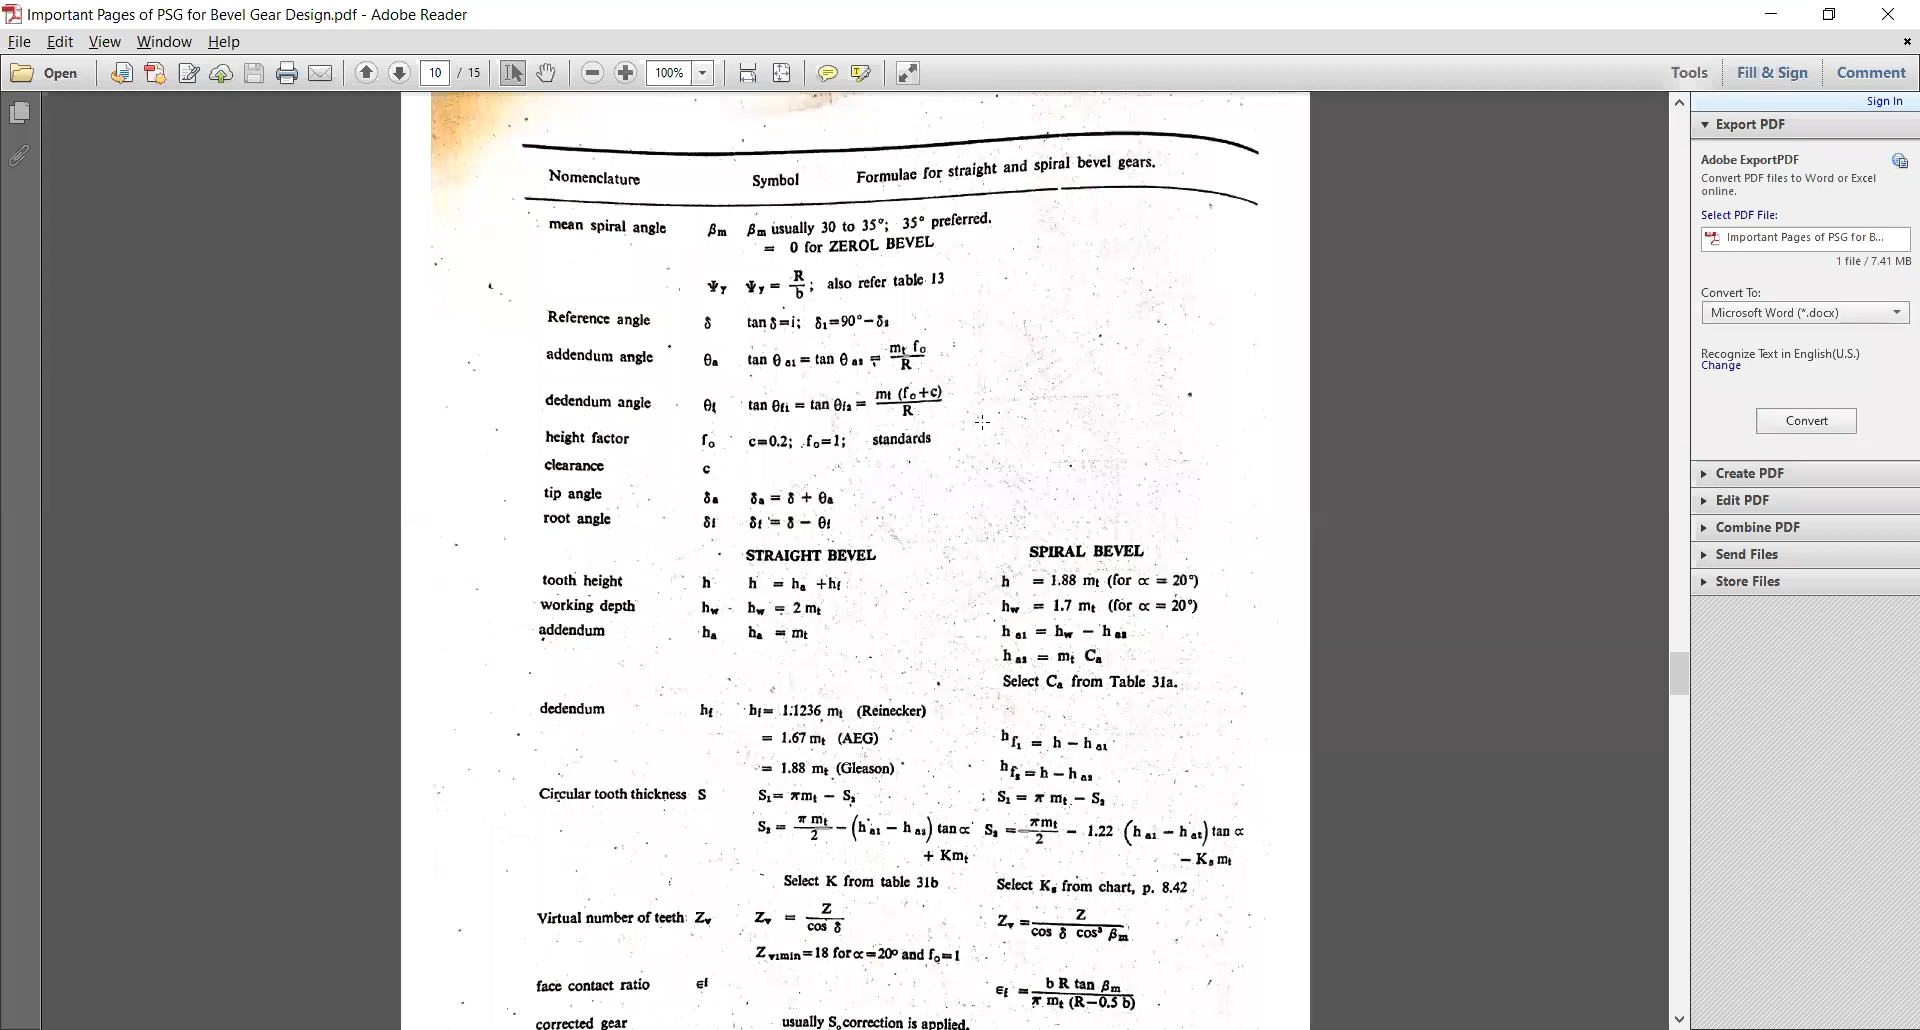 Important Pages of PSG for Bevel Gear Design.pdf - Adobe Reader
File Edit View Window Help
Open 10 / 15 100% Tools Fill & Sign Comment
Sign In
Export PDF
Adobe ExportPDF
Convert PDF files to Word or Excel
online.
Select PDF File:
Important Pages of PSG for B...
1 file / 7.41 MB
Convert To:
Microsoft Word (*.docx)
Recognize Text in English(U.S.)
Change
Convert
Create PDF
Edit PDF
Combine PDF
Send Files
Store Files
Nomenclature Symbol Formulae for straight and spiral bevel gears.
mean spiral angle βm βm usually 30 to 35°; 35° preferred.
= 0 for ZEROL BEVEL
Ψy Ψy = R/b; also refer table 13
Reference angle δ tan δ=i; δ1=90°−δ2
addendum angle θa tan θa1 = tan θa2 = mt fo / R
dedendum angle θf tan θf1 = tan θf2 = mt (fo+c) / R
height factor fo c=0.2; fo=1; standards
clearance c
tip angle δa δa = δ + θa
root angle δf δf = δ − θf
STRAIGHT BEVEL SPIRAL BEVEL
tooth height h h = ha +hf h = 1.88 mt (for ∝ = 20°)
working depth hw hw = 2 mt hw = 1.7 mt (for ∝ = 20°)
addendum ha ha = mt ha1 = hw − ha2
ha2 = mt Ca
Select Ca from Table 31a.
dedendum hf hf= 1.1236 mt (Reinecker)
= 1.67 mt (AEG) hf1 = h − ha1
= 1.88 mt (Gleason) hf2 = h − ha2
Circular tooth thickness S S1= πmt − S2 S1 = π mt − S2
S2 = π mt / 2 − (ha1 − ha2) tan∝ S2 = πmt / 2 − 1.22 (ha1 − ha2) tan ∝
+ Kmt − Ks mt
Select K from table 31b Select Ks from chart, p. 8.42
Virtual number of teeth Zv Zv = Z / cos δ Zv = Z / cos δ cos³ βm
Zv1min=18 for∝=20° and fo=1
face contact ratio ϵf ϵf = b R tan βm / π mt (R−0.5 b)
corrected gear usually So correction is applied.